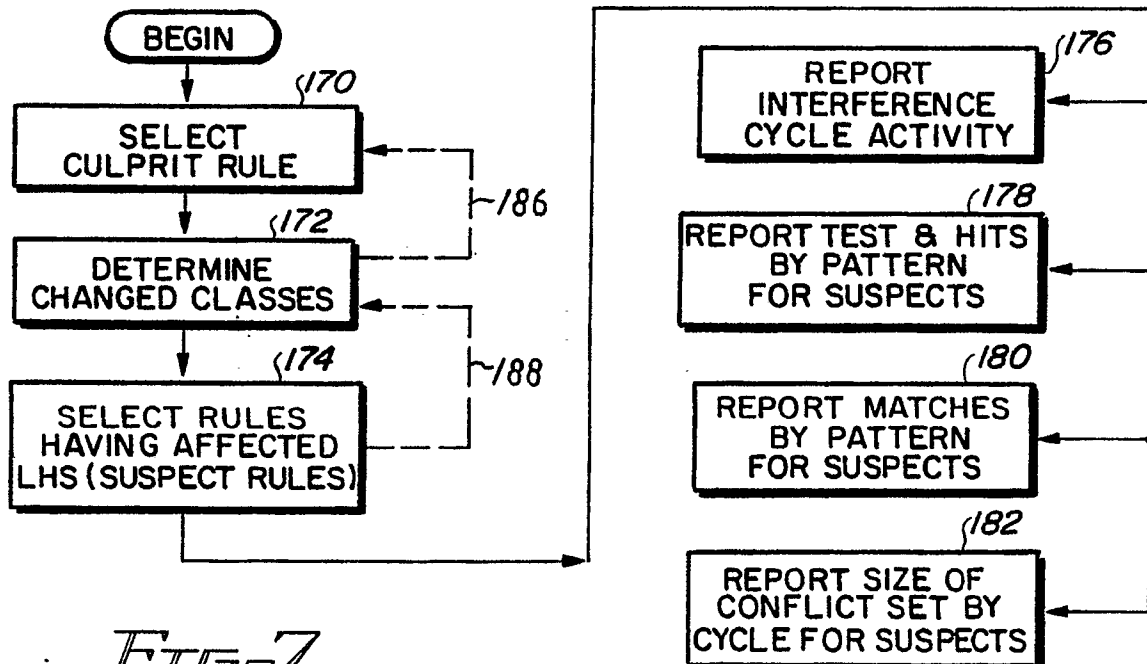 BEGIN
170
SELECT
CULPRIT RULE
186
172
DETERMINE
CHANGED CLASSES
188
174
SELECT RULES
HAVING AFFECTED
LHS (SUSPECT RULES)
176
REPORT
INTERFERENCE
CYCLE ACTIVITY
178
REPORT TEST & HITS
BY PATTERN
FOR SUSPECTS
180
REPORT MATCHES
BY PATTERN
FOR SUSPECTS
182
REPORT SIZE OF
CONFLICT SET BY
CYCLE FOR SUSPECTS
FIG-7